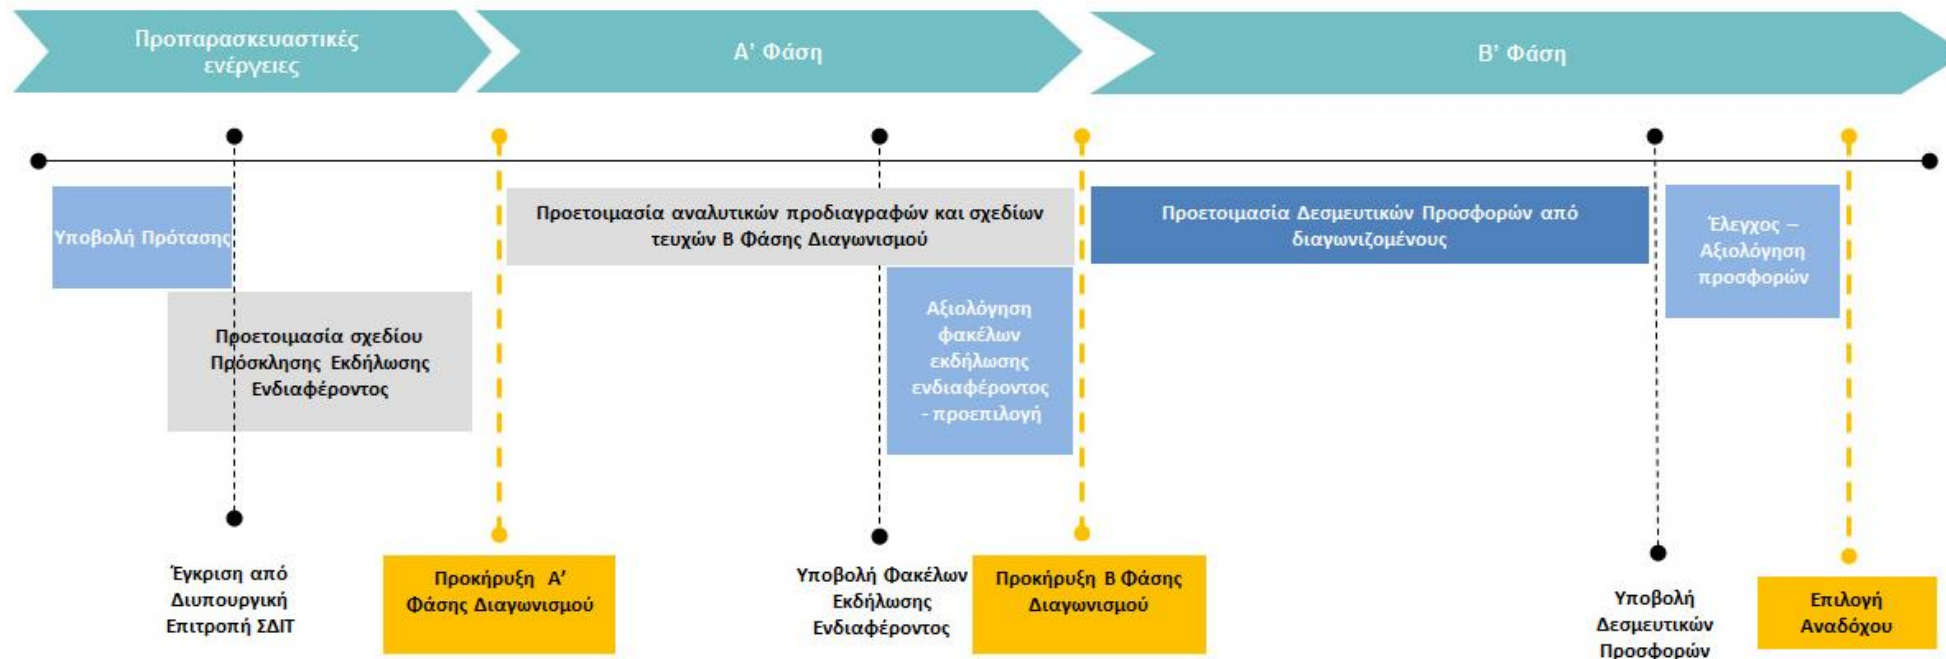 Προπαρασκευαστικές
ενέργειες
Α' Φάση
Β' Φάση
Υποβολή Πρότασης
Προετοιμασία σχεδίου
Πρόσκλησης Εκδήλωσης
Ενδιαφέροντος
Προετοιμασία αναλυτικών προδιαγραφών και σχεδίων
τευχών Β Φάσης Διαγωνισμού
Αξιολόγηση
φακέλων
εκδήλωσης
ενδιαφέροντος
- προεπιλογή
Προετοιμασία Δεσμευτικών Προσφορών από
διαγωνιζομένους
Έλεγχος –
Αξιολόγηση
προσφορών
Έγκριση από
Διυπουργική
Επιτροπή ΣΔΙΤ
Προκήρυξη Α'
Φάσης Διαγωνισμού
Υποβολή Φακέλων
Εκδήλωσης
Ενδιαφέροντος
Προκήρυξη Β Φάσης
Διαγωνισμού
Υποβολή
Δεσμευτικών
Προσφορών
Επιλογή
Αναδόχου